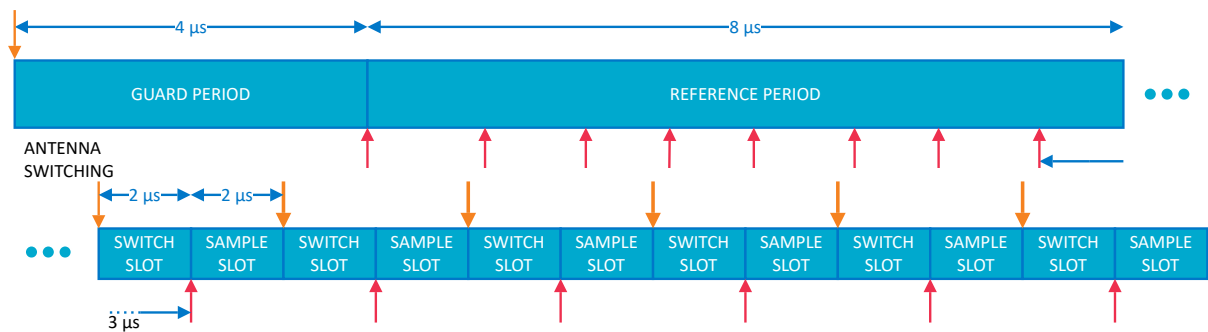 4 µs
8 µs
GUARD PERIOD
REFERENCE PERIOD
ANTENNA
SWITCHING
2 µs
2 µs
SWITCH SLOT
SAMPLE SLOT
SWITCH SLOT
SAMPLE SLOT
SWITCH SLOT
SAMPLE SLOT
SWITCH SLOT
SAMPLE SLOT
SWITCH SLOT
SAMPLE SLOT
SWITCH SLOT
SAMPLE SLOT
3 µs